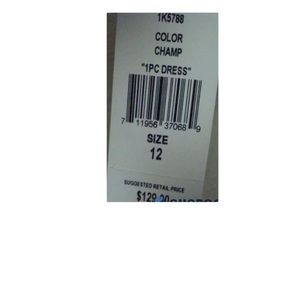 1K5788
COLOR
CHAMP
"1PC DRESS"
7 11956 37068 9
SIZE
12
SUGGESTED RETAIL PRICE